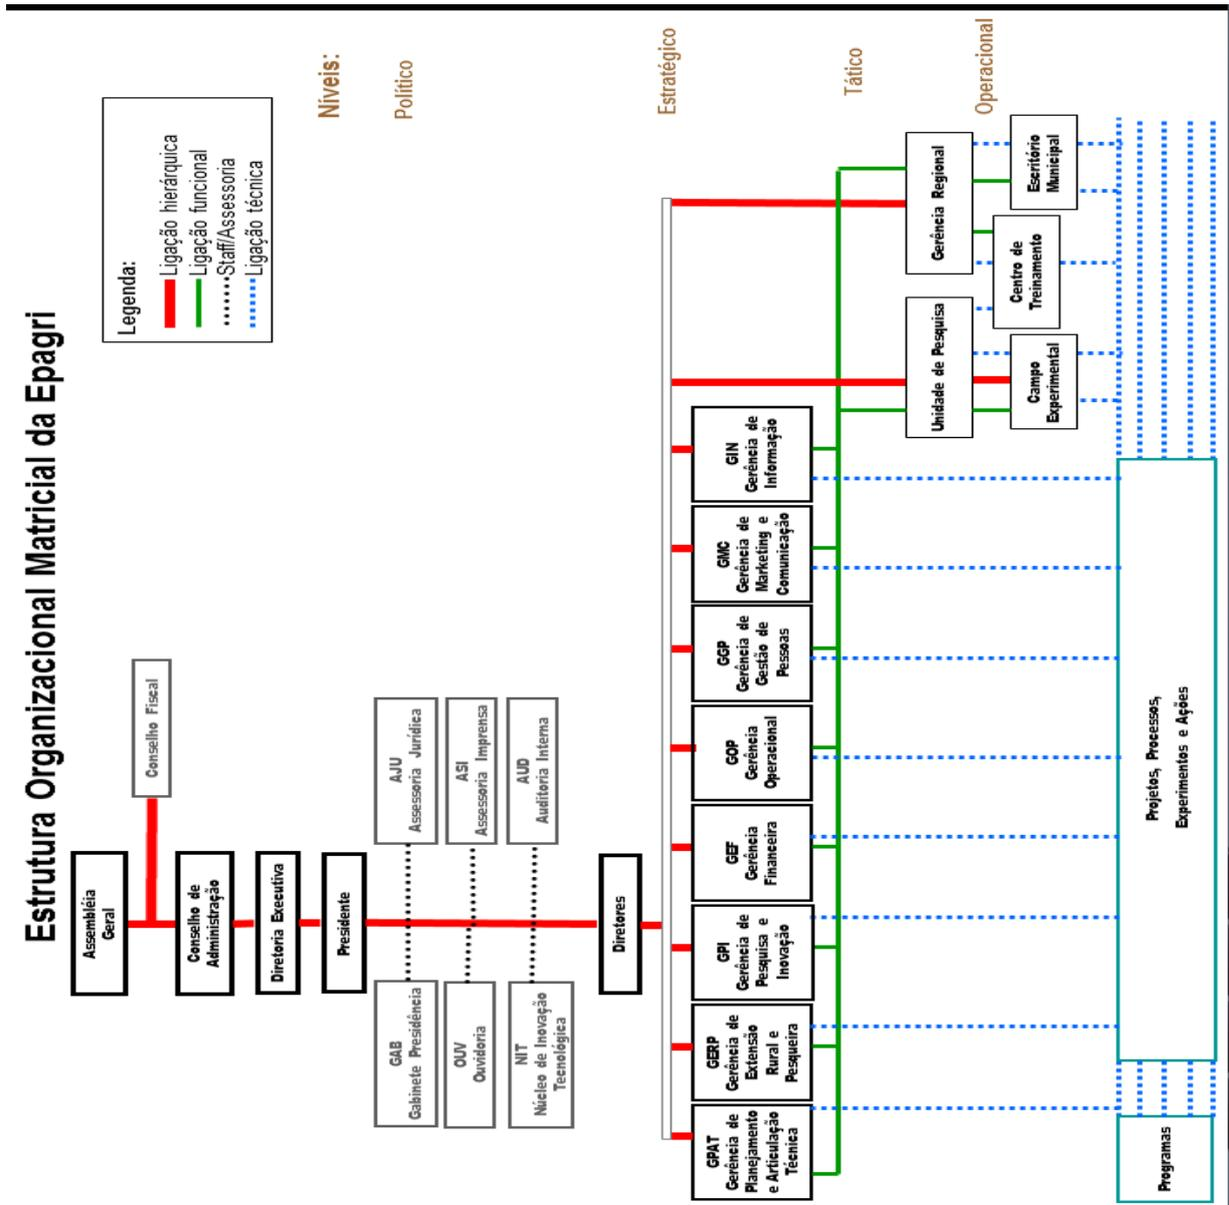 Estrutura Organizacional Matricial da Epagri
Legenda:
Ligação hierárquica
Ligação funcional
Staff/Assessoria
Ligação técnica
Níveis:
Político
Estratégico
Tático
Operacional
Assembléia
Geral
Conselho Fiscal
Conselho de
Administração
Diretoria Executiva
Presidente
GAB
Gabinete Presidência
AJU
Assessoria Jurídica
OUV
Ouvidoria
ASI
Assessoria Imprensa
NIT
Núcleo de Inovação
Tecnológica
AUD
Auditoria Interna
Diretores
GPAT
Gerência de
Planejamento
e Articulação
Técnica
GERP
Gerência de
Extensão
Rural e
Pesqueira
GPI
Gerência de
Pesquisa e
Inovação
GEF
Gerência
Financeira
GOP
Gerência
Operacional
GGP
Gerência de
Gestão de
Pessoas
GMC
Gerência de
Marketing e
Comunicação
GIN
Gerência de
Informação
Unidade de Pesquisa
Gerência Regional
Campo
Experimental
Centro de
Treinamento
Escritório
Municipal
Programas
Projetos, Processos,
Experimentos e Ações